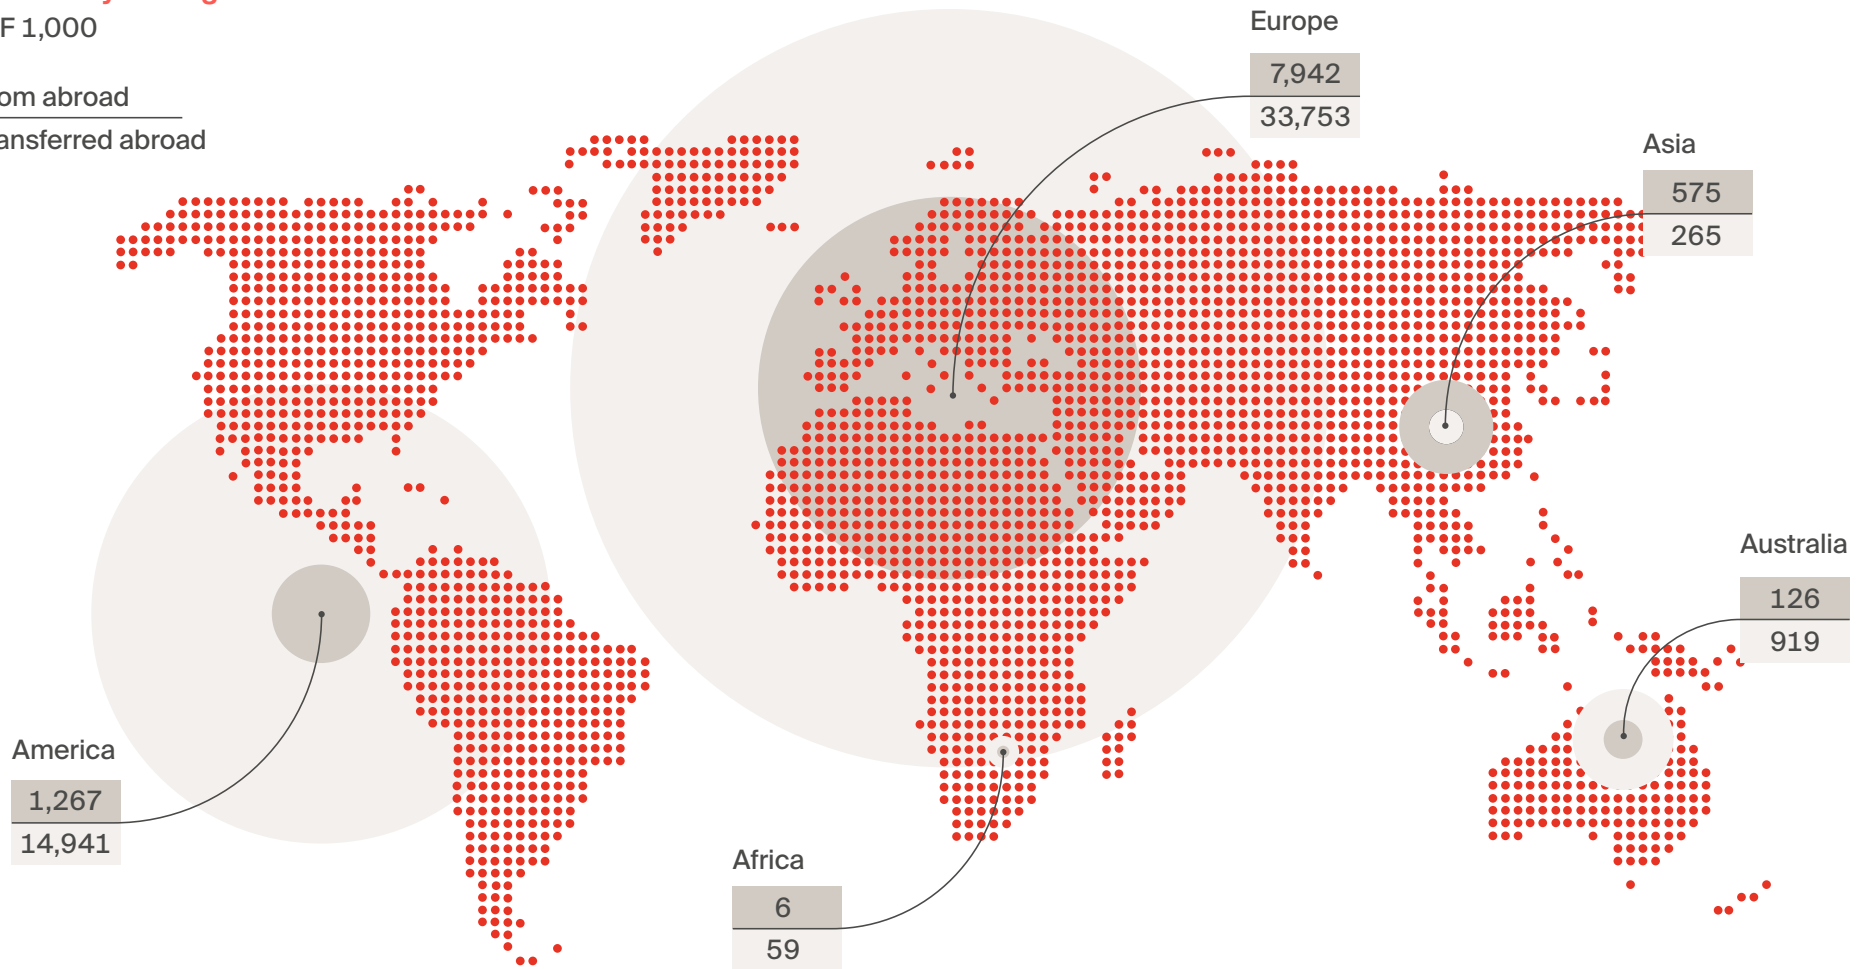 F 1,000
om abroad
ansferred abroad
Europe
7,942
33,753
Asia
575
265
Australia
126
919
America
1,267
14,941
Africa
6
59